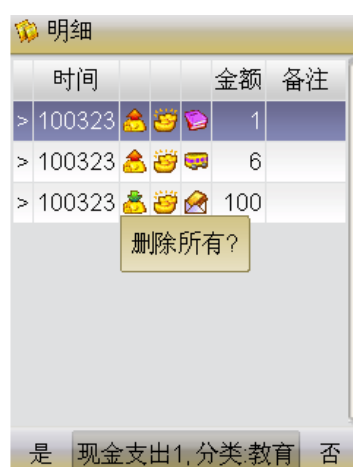 明细
时间 金额 备注
> 100323 1
> 100323 6
> 100323 100
删除所有?
是 现金支出1,分类:教育 否